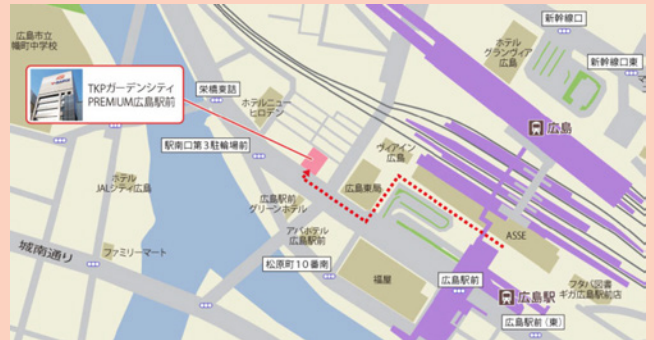 広島市立
幟町中学校
TKPガーデンシティ
PREMIUM広島駅前
栄橋東詰
ホテルニュー
ヒロデン
駅南口第3駐輪場前
ホテル
JALシティ広島
城南通り
ファミリーマート
広島駅前
グリーンホテル
アパホテル
広島駅前
松原町10番南
ヴィアイン
広島
広島東局
福屋
広島駅前
ホテル
グランヴィア
広島
新幹線口
新幹線口東
広島
ASSE
広島駅
フタバ図書
ギガ広島駅前店
広島駅前(東)